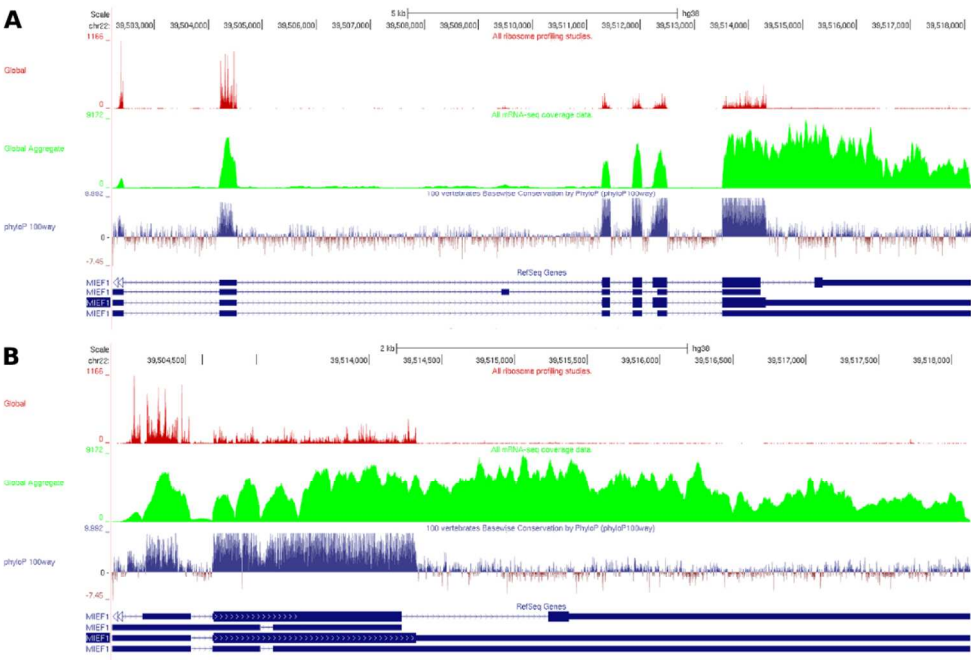 A
Scale 5 kb hg38
chr22: 39,503,000 39,504,000 39,505,000 39,506,000 39,507,000 39,508,000 39,509,000 39,510,000 39,511,000 39,512,000 39,513,000 39,514,000 39,515,000 39,516,000 39,517,000 39,518,000
1166 All ribosome profiling studies.
Global
0
9172 All mRNA-seq coverage data
Global Aggregate
0
100 vertebrates Basewise Conservation by PhyloP (phyloP100way)
phyloP 100way
0
-7.45
RefSeq Genes
MIEF1
MIEF1
MIEF1
MIEF1
B
Scale 2 kb hg38
chr22: 39,504,500 39,514,000 39,514,500 39,515,000 39,515,500 39,516,000 39,516,500 39,517,000 39,517,500 39,518,000
1166 All ribosome profiling studies.
Global
0
9172 All mRNA-seq coverage data
Global Aggregate
0
100 vertebrates Basewise Conservation by PhyloP (phyloP100way)
phyloP 100way
0
-7.45
RefSeq Genes
MIEF1
MIEF1
MIEF1
MIEF1